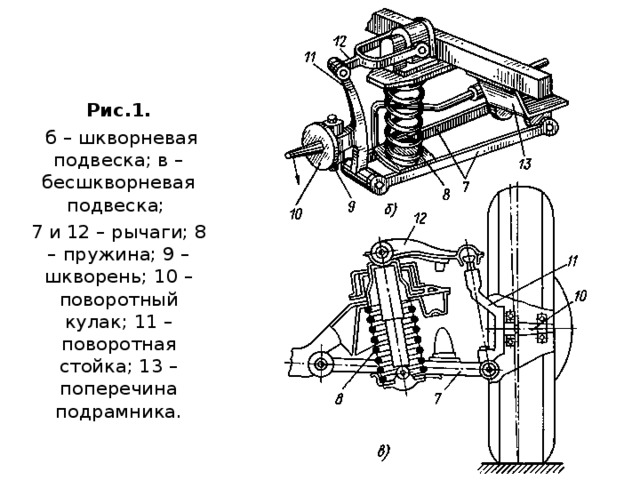 Рис.1.
б – шкворневая
подвеска; в –
бесшкворневая
подвеска;
7 и 12 – рычаги; 8
– пружина; 9 –
шкворень; 10 –
поворотный
кулак; 11 –
поворотная
стойка; 13 –
поперечина
подрамника.
12
11
13
7
8
9
10
б)
12
11
10
8
7
в)